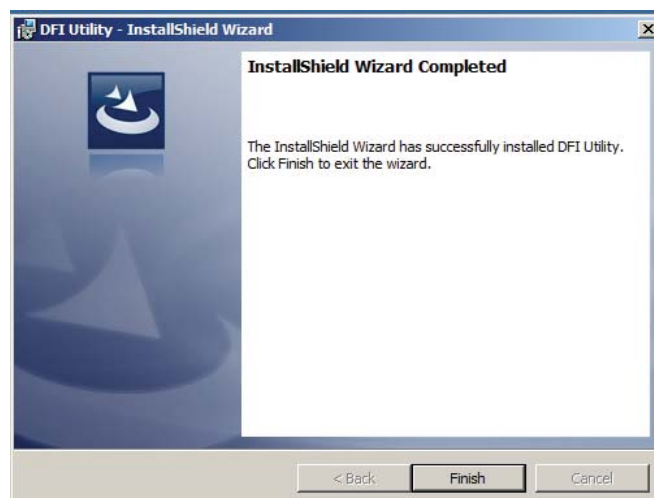 DFI Utility - InstallShield Wizard
InstallShield Wizard Completed
The InstallShield Wizard has successfully installed DFI Utility.
Click Finish to exit the wizard.
< Back
Finish
Cancel